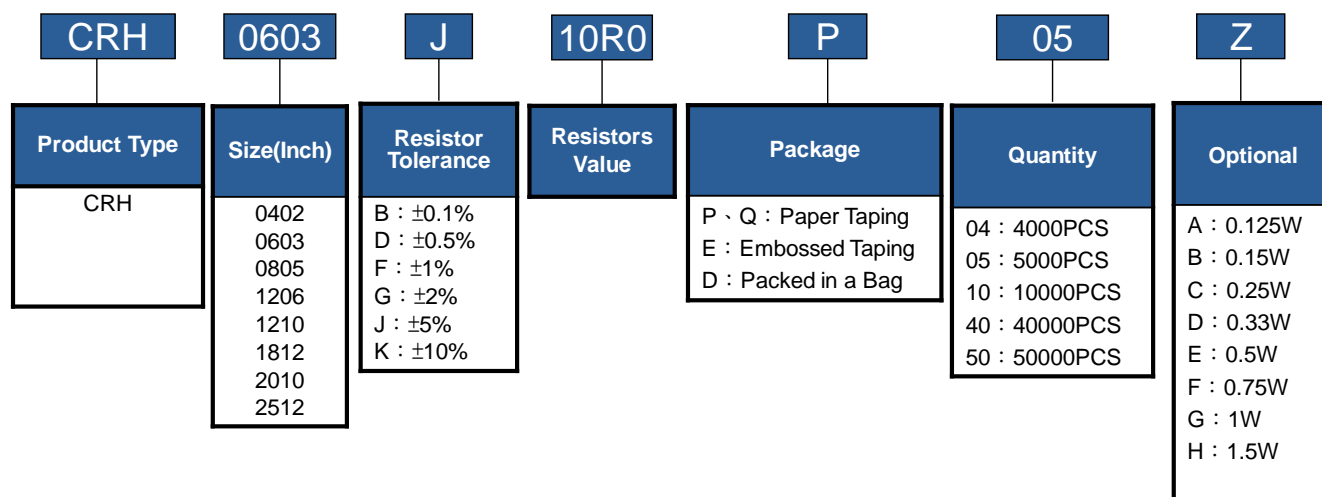 CRH 0603 J 10R0 P 05 Z
Product Type
CRH
Size(Inch)
0402
0603
0805
1206
1210
1812
2010
2512
Resistor
Tolerance
B：±0.1%
D：±0.5%
F：±1%
G：±2%
J：±5%
K：±10%
Resistors
Value
Package
P、Q：Paper Taping
E：Embossed Taping
D：Packed in a Bag
Quantity
04：4000PCS
05：5000PCS
10：10000PCS
40：40000PCS
50：50000PCS
Optional
A：0.125W
B：0.15W
C：0.25W
D：0.33W
E：0.5W
F：0.75W
G：1W
H：1.5W